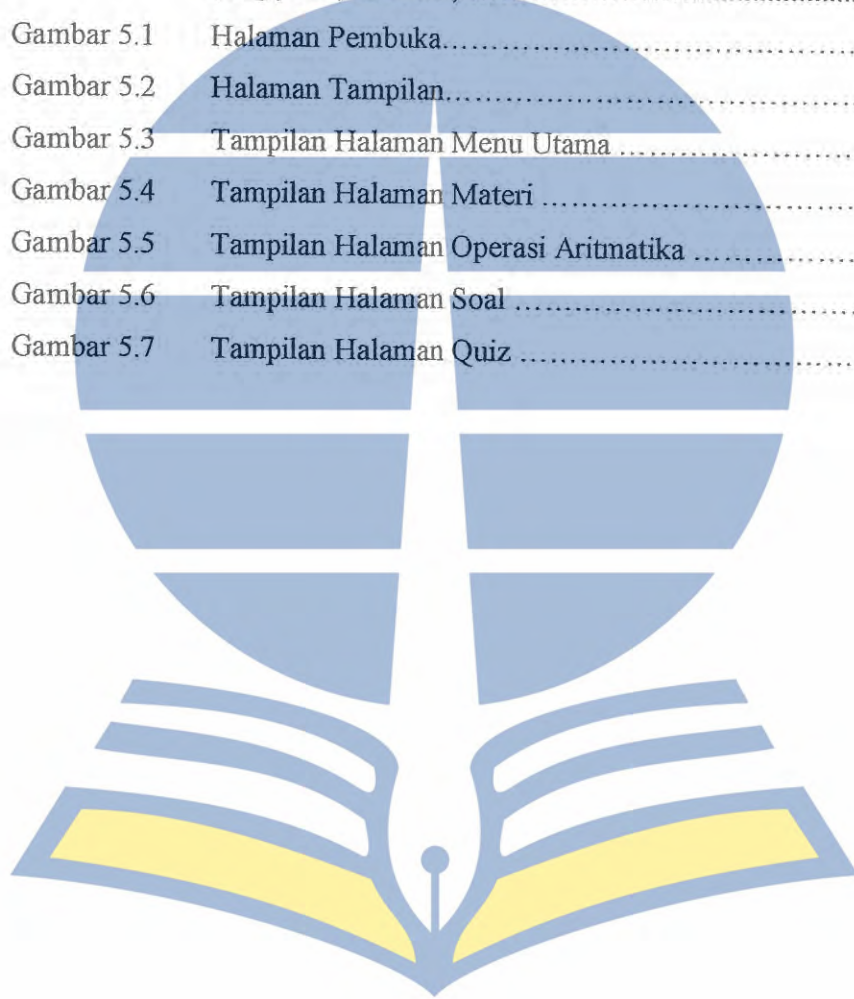 Gambar 5.1 Halaman Pembuka
Gambar 5.2 Halaman Tampilan
Gambar 5.3 Tampilan Halaman Menu Utama
Gambar 5.4 Tampilan Halaman Materi
Gambar 5.5 Tampilan Halaman Operasi Aritmatika
Gambar 5.6 Tampilan Halaman Soal
Gambar 5.7 Tampilan Halaman Quiz